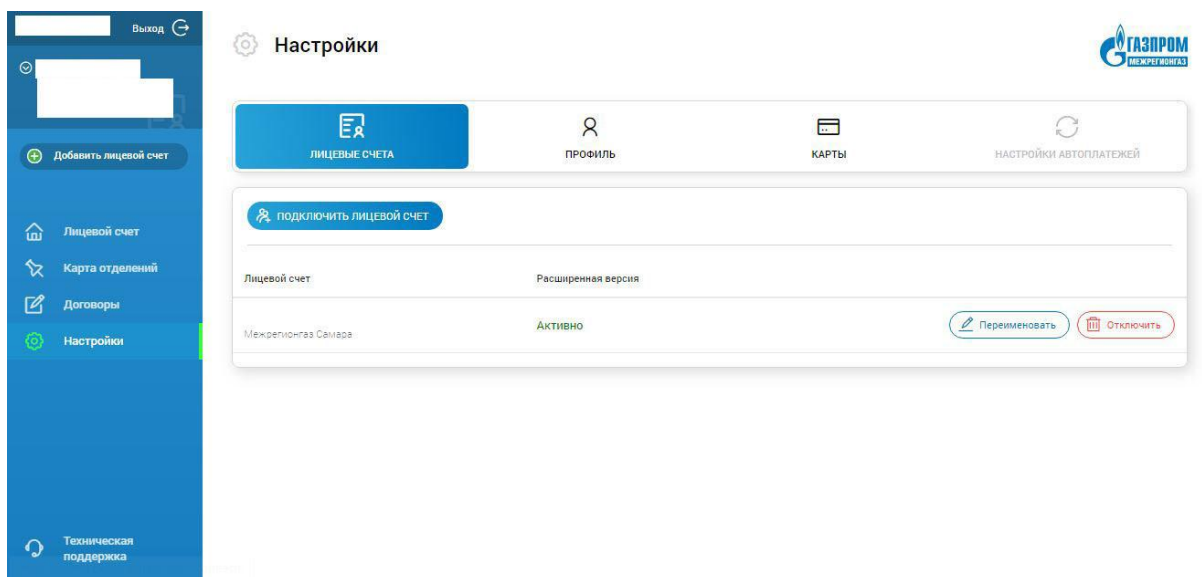 Выход
Настройки
ГАЗПРОМ
МЕЖРЕГИОНГАЗ
Добавить лицевой счет
ЛИЦЕВЫЕ СЧЕТА
ПРОФИЛЬ
КАРТЫ
НАСТРОЙКИ АВТОПЛАТЕЖЕЙ
ПОДКЛЮЧИТЬ ЛИЦЕВОЙ СЧЕТ
Лицевой счет
Карта отделений
Договоры
Настройки
Лицевой счет
Расширенная версия
Межрегионгаз Самара
Активно
Переименовать
Отключить
Техническая
поддержка